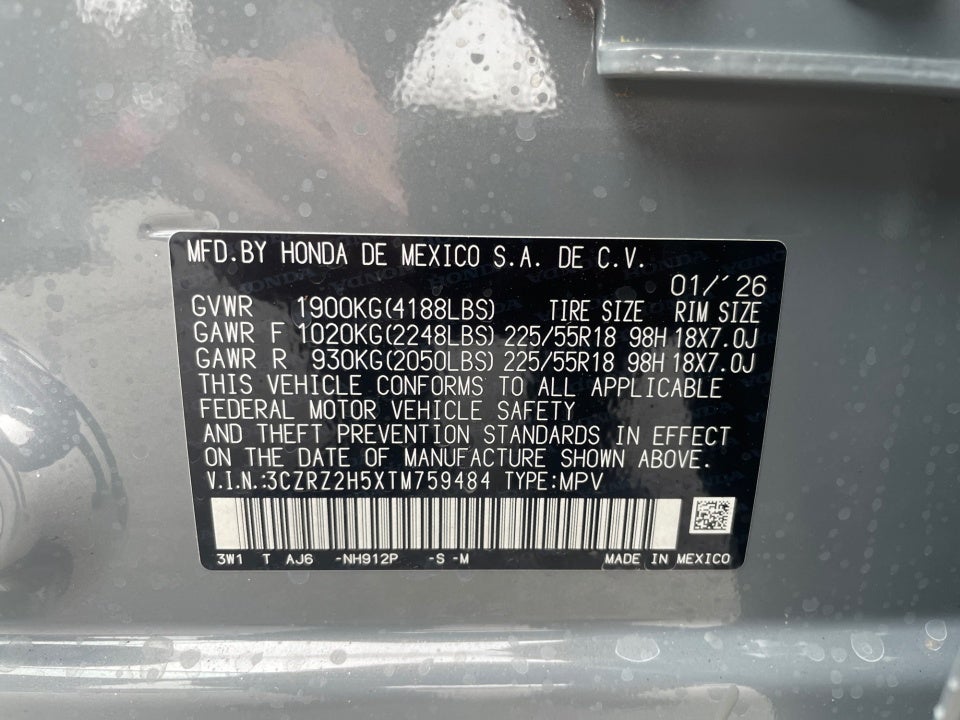 MFD.BY HONDA DE MEXICO S.A. DE C.V.
01/'26
GVWR 1900KG(4188LBS) TIRE SIZE RIM SIZE
GAWR F 1020KG(2248LBS) 225/55R18 98H 18X7.0J
GAWR R 930KG(2050LBS) 225/55R18 98H 18X7.0J
THIS VEHICLE CONFORMS TO ALL APPLICABLE
FEDERAL MOTOR VEHICLE SAFETY
AND THEFT PREVENTION STANDARDS IN EFFECT
ON THE DATE OF MANUFACTURE SHOWN ABOVE.
V.I.N.:3CZRZ2H5XTM759484 TYPE:MPV
3W1 T AJ6 -NH912P -S -M MADE IN MEXICO